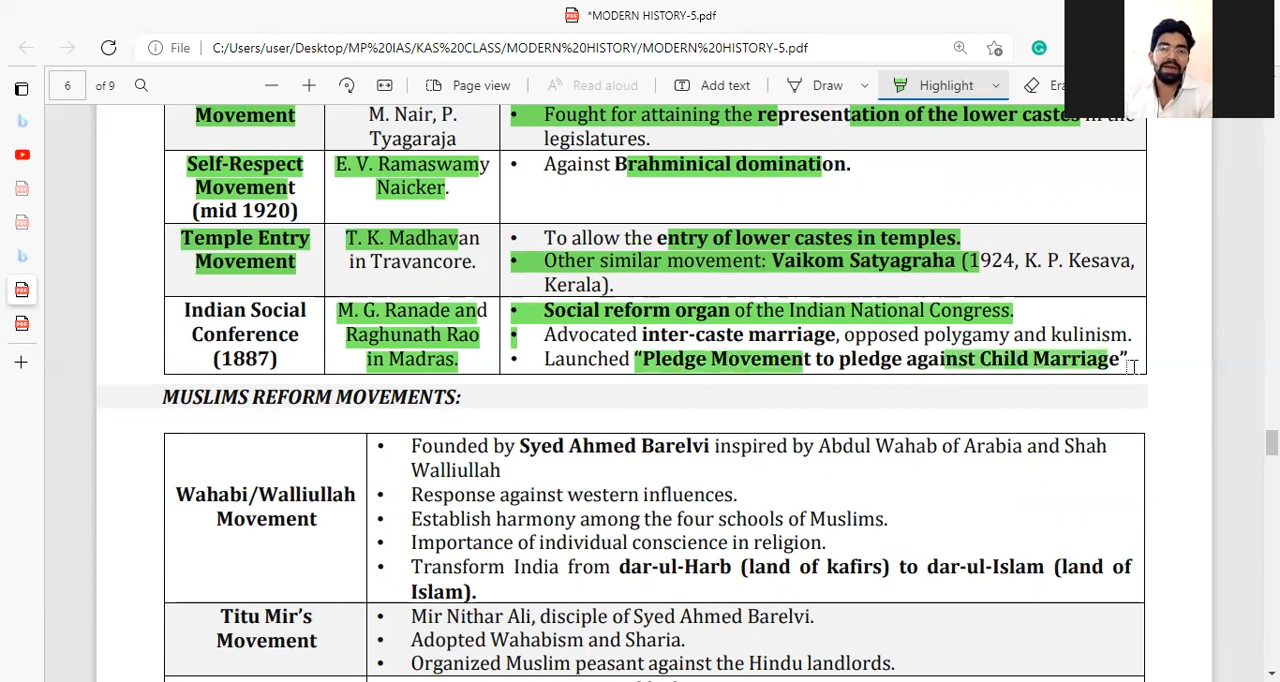 *MODERN HISTORY-5.pdf
File C:/Users/user/Desktop/MP%20IAS/KAS%20CLASS/MODERN%20HISTORY/MODERN%20HISTORY-5.pdf
6 of 9 Page view Read aloud Add text Draw Highlight Era
Movement
M. Nair, P.
Tyagaraja
• Fought for attaining the representation of the lower castes in the
legislatures.
Self-Respect
Movement
(mid 1920)
E. V. Ramaswamy
Naicker.
• Against Brahminical domination.
Temple Entry
Movement
T. K. Madhavan
in Travancore.
• To allow the entry of lower castes in temples.
• Other similar movement: Vaikom Satyagraha (1924, K. P. Kesava,
Kerala).
Indian Social
Conference
(1887)
M. G. Ranade and
Raghunath Rao
in Madras.
• Social reform organ of the Indian National Congress.
• Advocated inter-caste marriage, opposed polygamy and kulinism.
• Launched “Pledge Movement to pledge against Child Marriage”
MUSLIMS REFORM MOVEMENTS:
Wahabi/Walliullah
Movement
• Founded by Syed Ahmed Barelvi inspired by Abdul Wahab of Arabia and Shah
Walliullah
• Response against western influences.
• Establish harmony among the four schools of Muslims.
• Importance of individual conscience in religion.
• Transform India from dar-ul-Harb (land of kafirs) to dar-ul-Islam (land of
Islam).
Titu Mir’s
Movement
• Mir Nithar Ali, disciple of Syed Ahmed Barelvi.
• Adopted Wahabism and Sharia.
• Organized Muslim peasant against the Hindu landlords.